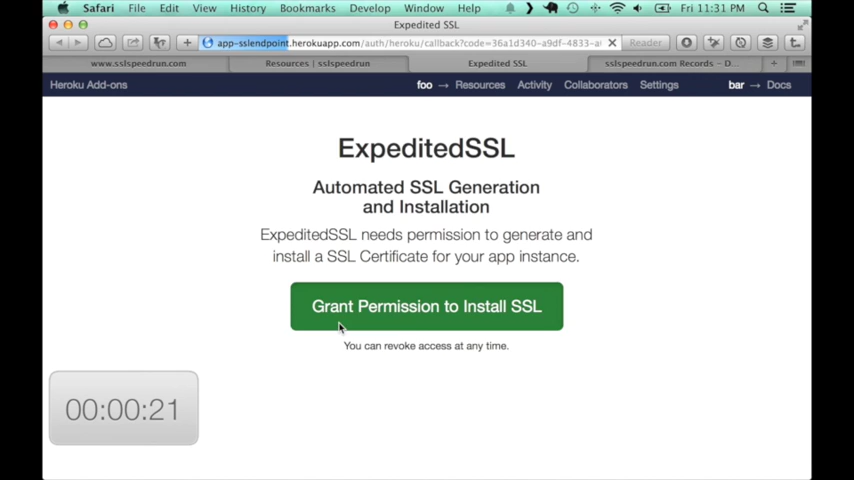 Safari File Edit View History Bookmarks Develop Window Help Fri 11:31 PM
Expedited SSL
app-sslendpoint.herokuapp.com/auth/heroku/callback?code=36a1d340-a9df-4833-a Reader
www.sslspeedrun.com Resources | sslspeedrun Expedited SSL sslspeedrun.com Records – D...
Heroku Add-ons foo → Resources Activity Collaborators Settings bar → Docs
ExpeditedSSL
Automated SSL Generation
and Installation
ExpeditedSSL needs permission to generate and
install a SSL Certificate for your app instance.
Grant Permission to Install SSL
You can revoke access at any time.
00:00:21